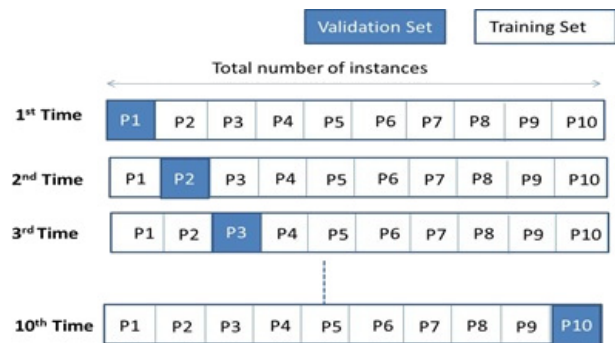 Validation Set Training Set
Total number of instances
1st Time P1 P2 P3 P4 P5 P6 P7 P8 P9 P10
2nd Time P1 P2 P3 P4 P5 P6 P7 P8 P9 P10
3rd Time P1 P2 P3 P4 P5 P6 P7 P8 P9 P10
10th Time P1 P2 P3 P4 P5 P6 P7 P8 P9 P10